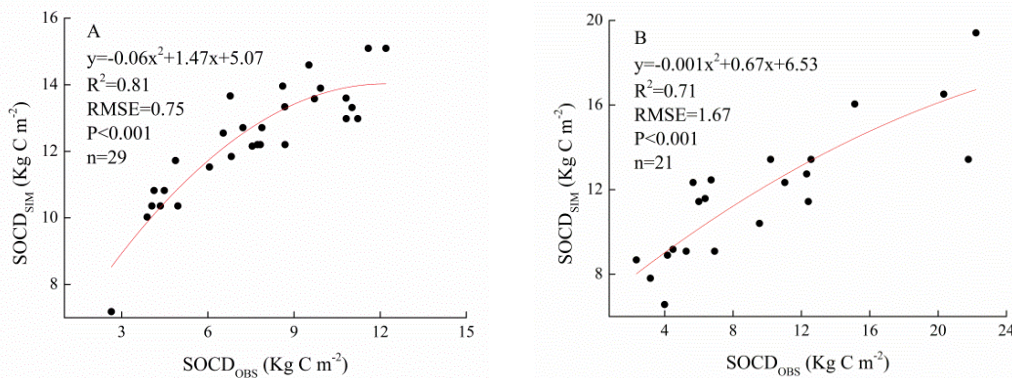 A
y=-0.06x²+1.47x+5.07
R²=0.81
RMSE=0.75
P<0.001
n=29
16
14
12
10
8
3
6
9
12
15
SOCD_SIM (Kg C m⁻²)
SOCD_OBS (Kg C m⁻²)
B
y=-0.001x²+0.67x+6.53
R²=0.71
RMSE=1.67
P<0.001
n=21
20
16
12
8
4
8
12
16
20
24
SOCD_SIM (Kg C m⁻²)
SOCD_OBS (Kg C m⁻²)